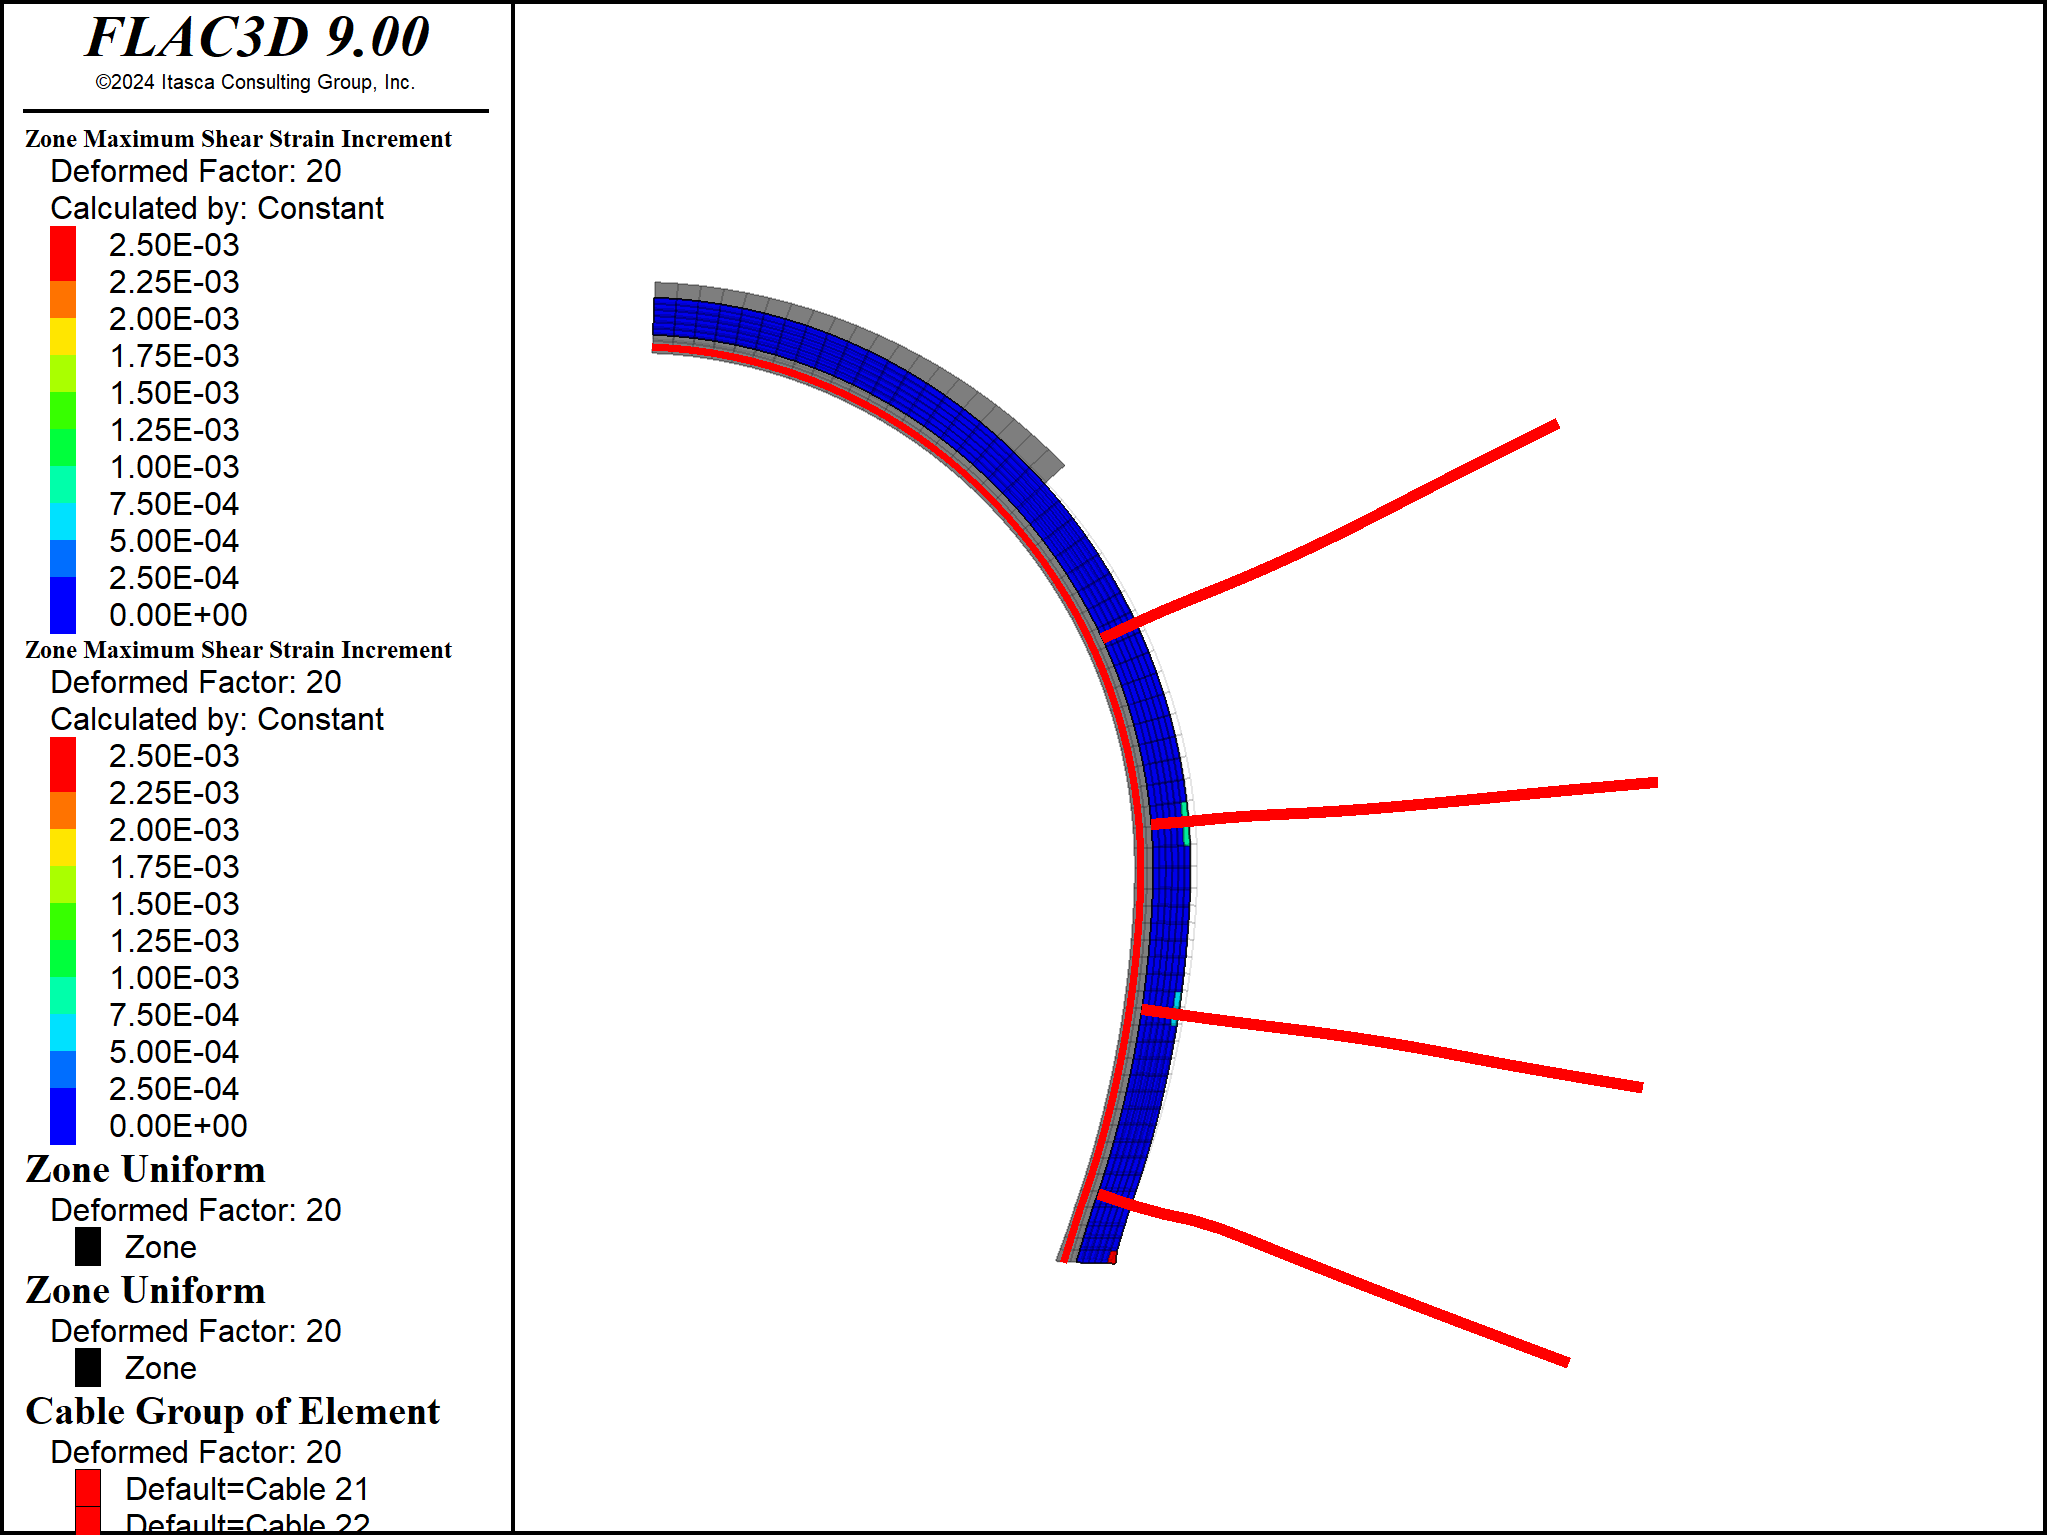 FLAC3D 9.00
©2024 Itasca Consulting Group, Inc.
Zone Maximum Shear Strain Increment
Deformed Factor: 20
Calculated by: Constant
2.50E-03
2.25E-03
2.00E-03
1.75E-03
1.50E-03
1.25E-03
1.00E-03
7.50E-04
5.00E-04
2.50E-04
0.00E+00
Zone Maximum Shear Strain Increment
Deformed Factor: 20
Calculated by: Constant
2.50E-03
2.25E-03
2.00E-03
1.75E-03
1.50E-03
1.25E-03
1.00E-03
7.50E-04
5.00E-04
2.50E-04
0.00E+00
Zone Uniform
Deformed Factor: 20
Zone
Zone Uniform
Deformed Factor: 20
Zone
Cable Group of Element
Deformed Factor: 20
Default=Cable 21
Default=Cable 22